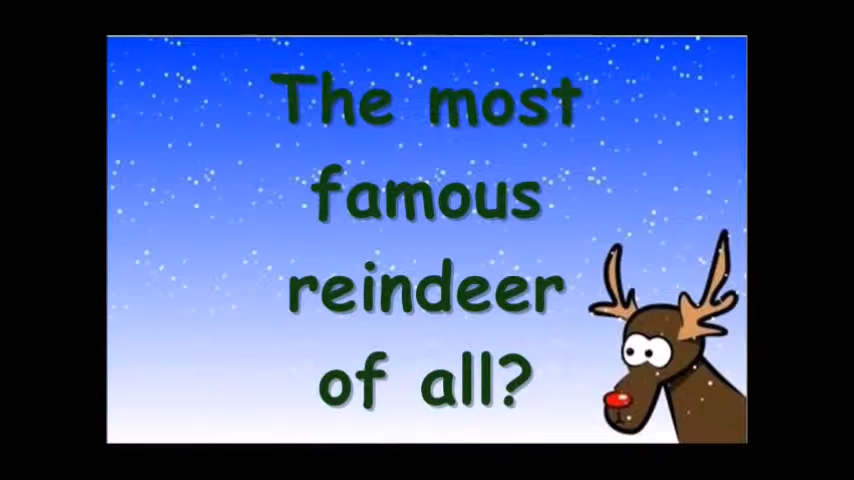 The most
famous
reindeer
of all?